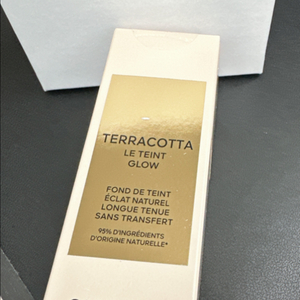 TERRACOTTA
LE TEINT
GLOW
FOND DE TEINT
ÉCLAT NATUREL
LONGUE TENUE
SANS TRANSFERT
95% D'INGRÉDIENTS
D'ORIGINE NATURELLE*